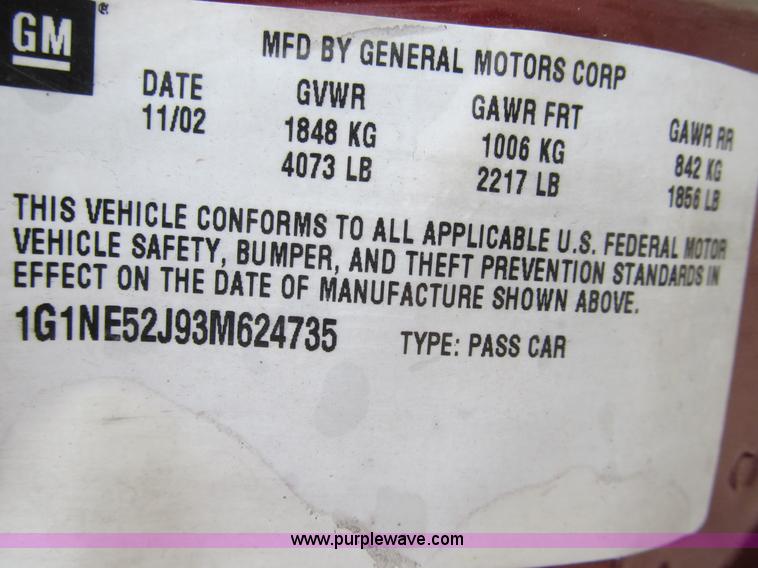 GM ®
MFD BY GENERAL MOTORS CORP
DATE GVWR GAWR FRT GAWR RR
11/02 1848 KG 1006 KG 842 KG
4073 LB 2217 LB 1856 LB
THIS VEHICLE CONFORMS TO ALL APPLICABLE U.S. FEDERAL MOTOR
VEHICLE SAFETY, BUMPER, AND THEFT PREVENTION STANDARDS IN
EFFECT ON THE DATE OF MANUFACTURE SHOWN ABOVE.
1G1NE52J93M624735 TYPE: PASS CAR
www.purplewave.com